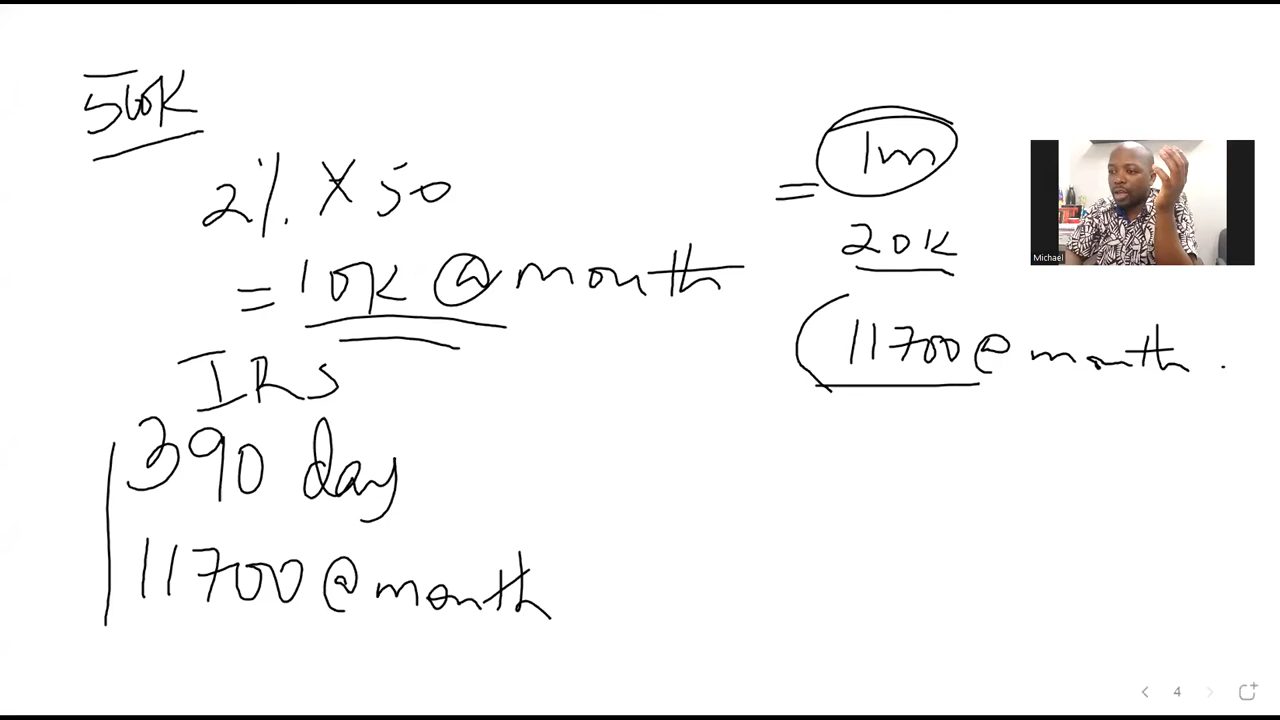 500K
2% X 50
= 10K @ month
IRS
390 day
11700 @ month
= 1m
20K
11700 @ month.
Michael
4